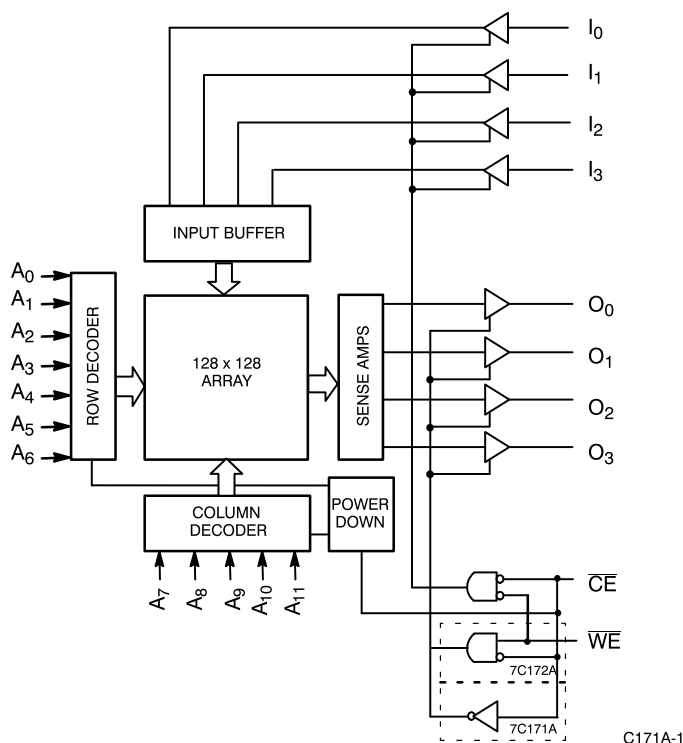 I0
I1
I2
I3
INPUT BUFFER
A0
A1
A2
A3
A4
A5
A6
ROW DECODER
128 x 128
ARRAY
SENSE AMPS
O0
O1
O2
O3
COLUMN
DECODER
POWER
DOWN
A7
A8
A9
A10
A11
CE
WE
7C172A
7C171A
C171A-1